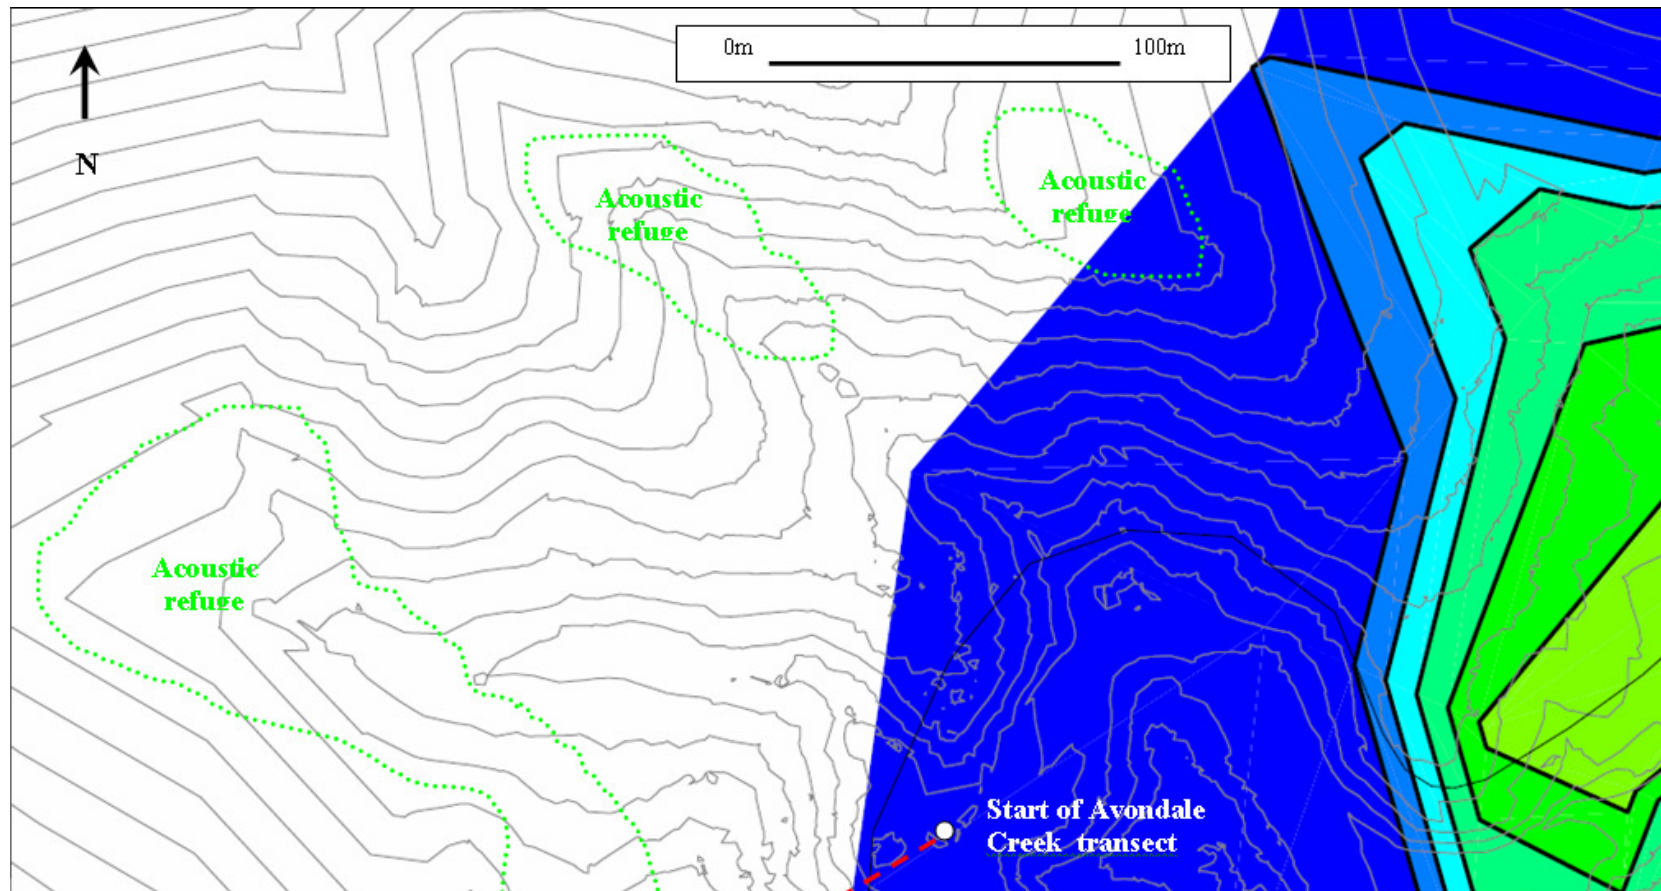 0m 100m
N
Acoustic
refuge
Acoustic
refuge
Acoustic
refuge
Start of Avondale
Creek transect